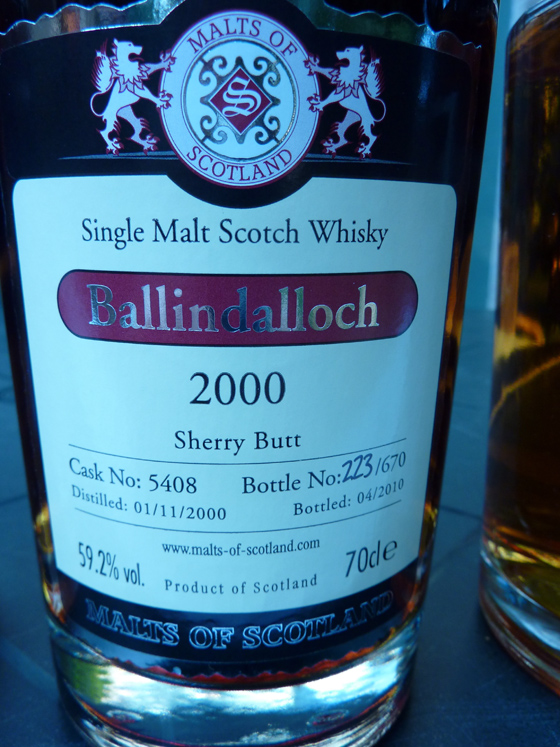 MALTS OF
S
SCOTLAND
Single Malt Scotch Whisky
Ballindalloch
2000
Sherry Butt
Cask No: 5408 Bottle No: 223/670
Distilled: 01/11/2000 Bottled: 04/2010
www.malts-of-scotland.com
59.2% vol. 70cl e
Product of Scotland
MALTS OF SCOTLAND